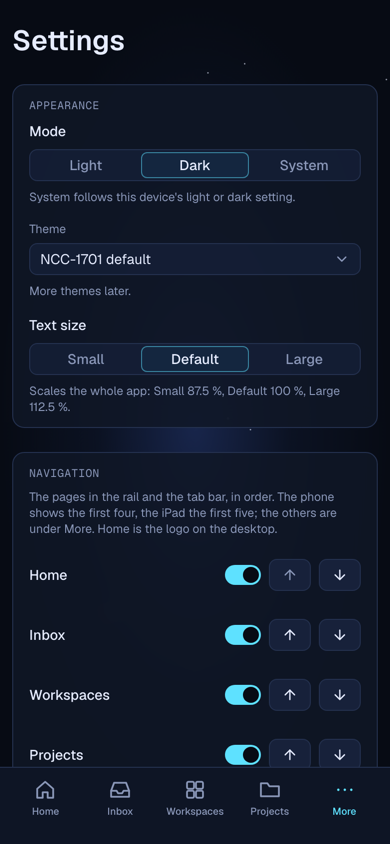 Settings
APPEARANCE
Mode
Light Dark System
System follows this device's light or dark setting.
Theme
NCC-1701 default
More themes later.
Text size
Small Default Large
Scales the whole app: Small 87.5 %, Default 100 %, Large
112.5 %.
NAVIGATION
The pages in the rail and the tab bar, in order. The phone
shows the first four, the iPad the first five; the others are
under More. Home is the logo on the desktop.
Home
Inbox
Workspaces
Projects
Home Inbox Workspaces Projects More